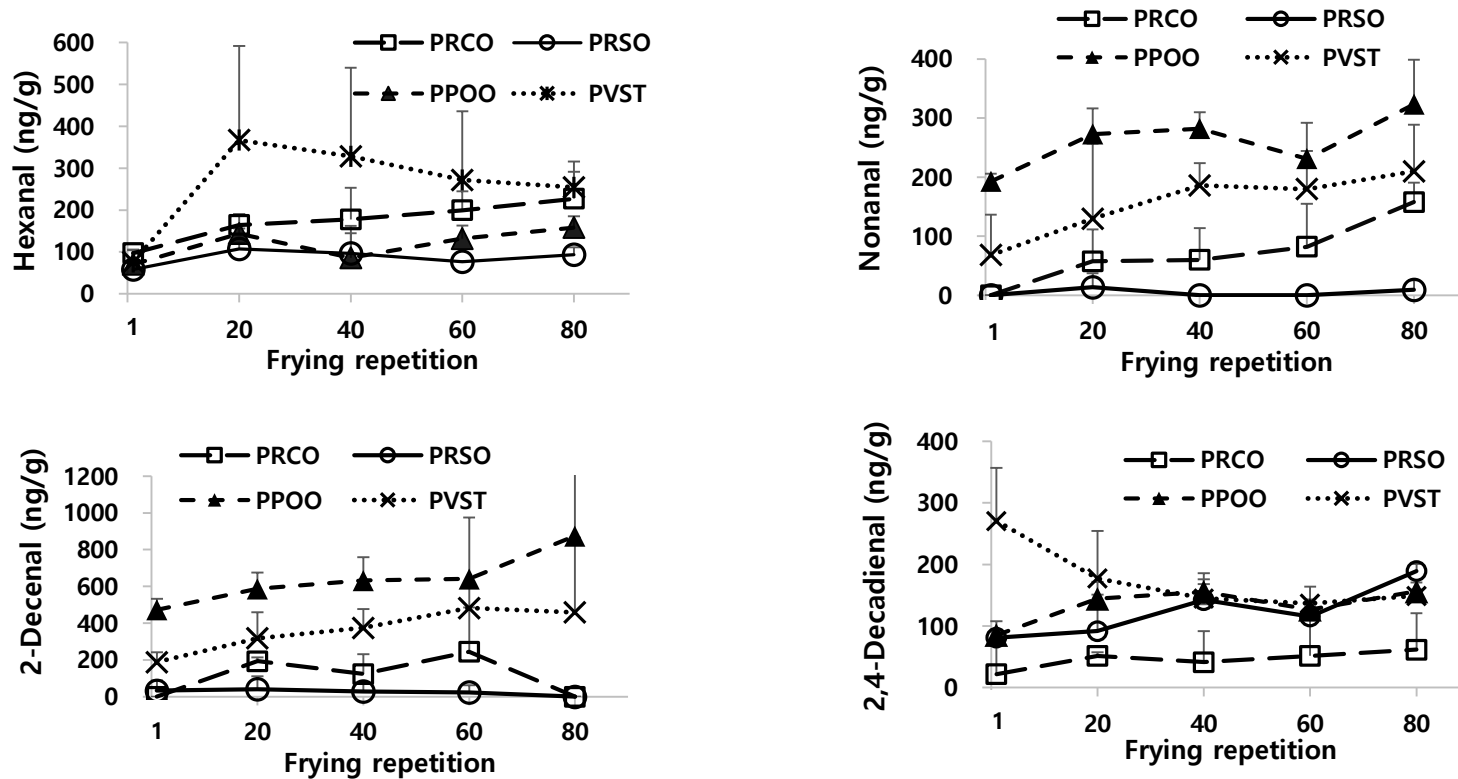 PRCO PRSO
PPOO PVST
Hexanal (ng/g)
600
500
400
300
200
100
0
1 20 40 60 80
Frying repetition
PRCO PRSO
PPOO PVST
Nonanal (ng/g)
400
300
200
100
0
1 20 40 60 80
Frying repetition
PRCO PRSO
PPOO PVST
2-Decenal (ng/g)
1200
1000
800
600
400
200
0
1 20 40 60 80
Frying repetition
PRCO PRSO
PPOO PVST
2,4-Decadienal (ng/g)
400
300
200
100
0
1 20 40 60 80
Frying repetition